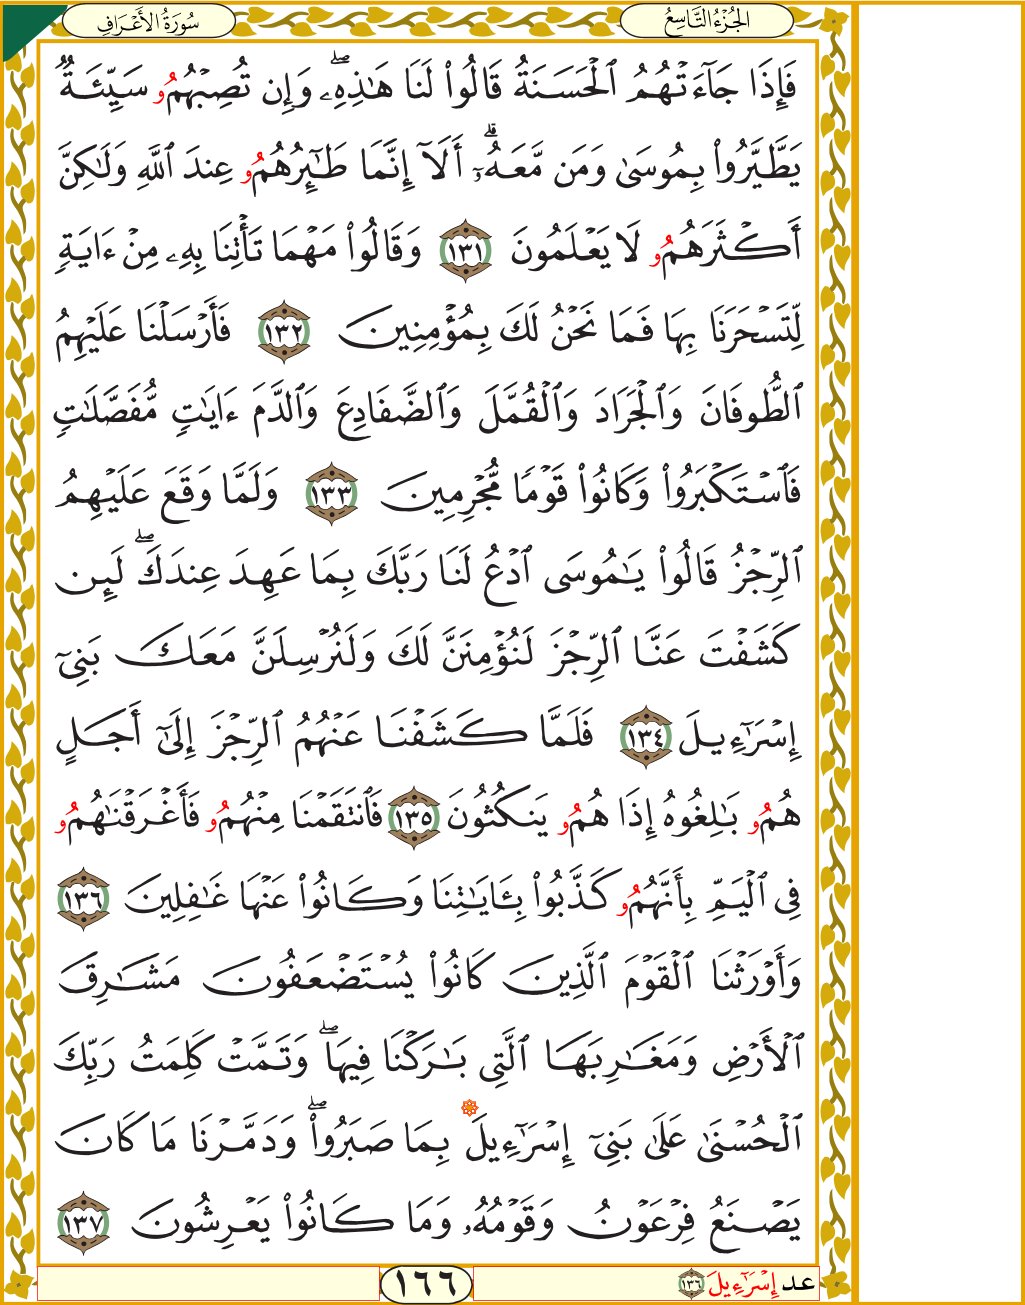 سُورَةُ الأَعْرَافِ
الجُزْءُ التَّاسِعُ
فَإِذَا جَآءَتْهُمُ ٱلْحَسَنَةُ قَالُوا۟ لَنَا هَـٰذِهِۦۖ وَإِن تُصِبْهُمُۥ سَيِّئَةٌۭ
يَطَّيَّرُوا۟ بِمُوسَىٰ وَمَن مَّعَهُۥٓۗ أَلَآ إِنَّمَا طَـٰٓئِرُهُمُۥ عِندَ ٱللَّهِ وَلَـٰكِنَّ
أَكْثَرَهُمُۥ لَا يَعْلَمُونَ ١٣١ وَقَالُوا۟ مَهْمَا تَأْتِنَا بِهِۦ مِنْ ءَايَةٍۢ
لِّتَسْحَرَنَا بِهَا فَمَا نَحْنُ لَكَ بِمُؤْمِنِينَ ١٣٢ فَأَرْسَلْنَا عَلَيْهِمُ
ٱلطُّوفَانَ وَٱلْجَرَادَ وَٱلْقُمَّلَ وَٱلضَّفَادِعَ وَٱلدَّمَ ءَايَـٰتٍۢ مُّفَصَّلَـٰتٍۢ
فَٱسْتَكْبَرُوا۟ وَكَانُوا۟ قَوْمًۭا مُّجْرِمِينَ ١٣٣ وَلَمَّا وَقَعَ عَلَيْهِمُ
ٱلرِّجْزُ قَالُوا۟ يَـٰمُوسَى ٱدْعُ لَنَا رَبَّكَ بِمَا عَهِدَ عِندَكَۖ لَئِن
كَشَفْتَ عَنَّا ٱلرِّجْزَ لَنُؤْمِنَنَّ لَكَ وَلَنُرْسِلَنَّ مَعَكَ بَنِىٓ
إِسْرَٰٓءِيلَ ١٣٤ فَلَمَّا كَشَفْنَا عَنْهُمُ ٱلرِّجْزَ إِلَىٰٓ أَجَلٍ
هُمُۥ بَـٰلِغُوهُ إِذَا هُمُۥ يَنكُثُونَ ١٣٥ فَٱنتَقَمْنَا مِنْهُمُۥ فَأَغْرَقْنَـٰهُمُۥ
فِى ٱلْيَمِّ بِأَنَّهُمُۥ كَذَّبُوا۟ بِـَٔايَـٰتِنَا وَكَانُوا۟ عَنْهَا غَـٰفِلِينَ ١٣٦
وَأَوْرَثْنَا ٱلْقَوْمَ ٱلَّذِينَ كَانُوا۟ يُسْتَضْعَفُونَ مَشَـٰرِقَ
ٱلْأَرْضِ وَمَغَـٰرِبَهَا ٱلَّتِى بَـٰرَكْنَا فِيهَاۖ وَتَمَّتْ كَلِمَتُ رَبِّكَ
ٱلْحُسْنَىٰ عَلَىٰ بَنِىٓ إِسْرَٰٓءِيلَ بِمَا صَبَرُوا۟ۖ وَدَمَّرْنَا مَا كَانَ
يَصْنَعُ فِرْعَوْنُ وَقَوْمُهُۥ وَمَا كَانُوا۟ يَعْرِشُونَ ١٣٧
عد إِسْرَٰٓءِيلَ ١٣٦
١٦٦